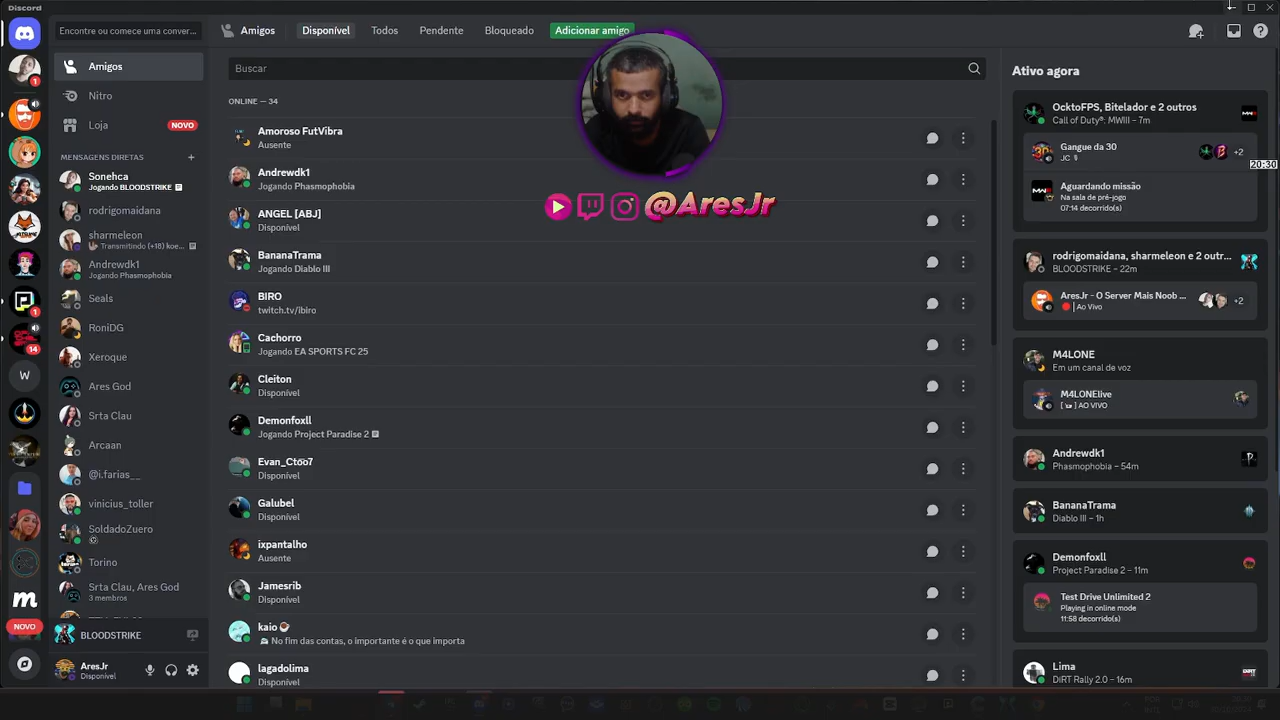 Discord
Encontre ou comece uma conver...
Amigos
Disponível
Todos
Pendente
Bloqueado
Adicionar amigo
Amigos
Nitro
Loja
NOVO
MENSAGENS DIRETAS
Sonehca
Jogando BLOODSTRIKE
rodrigomaidana
sharmeleon
Transmitindo (+18) koe...
Andrewdk1
Jogando Phasmophobia
Seals
RoniDG
Xeroque
Ares God
Srta Clau
Arcaan
@i.farias__
vinicius_toller
SoldadoZuero
Torino
Srta Clau, Ares God
3 membros
BLOODSTRIKE
AresJr
Disponível
1
1
14
W
m
NOVO
Buscar
ONLINE — 34
Amoroso FutVibra
Ausente
Andrewdk1
Jogando Phasmophobia
ANGEL [ABJ]
Disponível
BananaTrama
Jogando Diablo III
BIRO
twitch.tv/ibiro
Cachorro
Jogando EA SPORTS FC 25
Cleiton
Disponível
Demonfoxll
Jogando Project Paradise 2
Evan_Ctoo7
Disponível
Galubel
Disponível
ixpantalho
Ausente
Jamesrib
Disponível
kaio
No fim das contas, o importante é o que importa
lagadolima
Disponível
@AresJr
Ativo agora
OcktoFPS, Bitelador e 2 outros
Call of Duty®: MWIII – 7m
Gangue da 30
JC
+2
20:30
Aguardando missão
Na sala de pré-jogo
07:14 decorrido(s)
rodrigomaidana, sharmeleon e 2 outr...
BLOODSTRIKE – 22m
AresJr - O Server Mais Noob ...
| Ao Vivo
+2
M4LONE
Em um canal de voz
M4LONElive
AO VIVO
Andrewdk1
Phasmophobia – 54m
BananaTrama
Diablo III – 1h
Demonfoxll
Project Paradise 2 – 11m
Test Drive Unlimited 2
Playing in online mode
11:58 decorrido(s)
Lima
DiRT Rally 2.0 – 16m